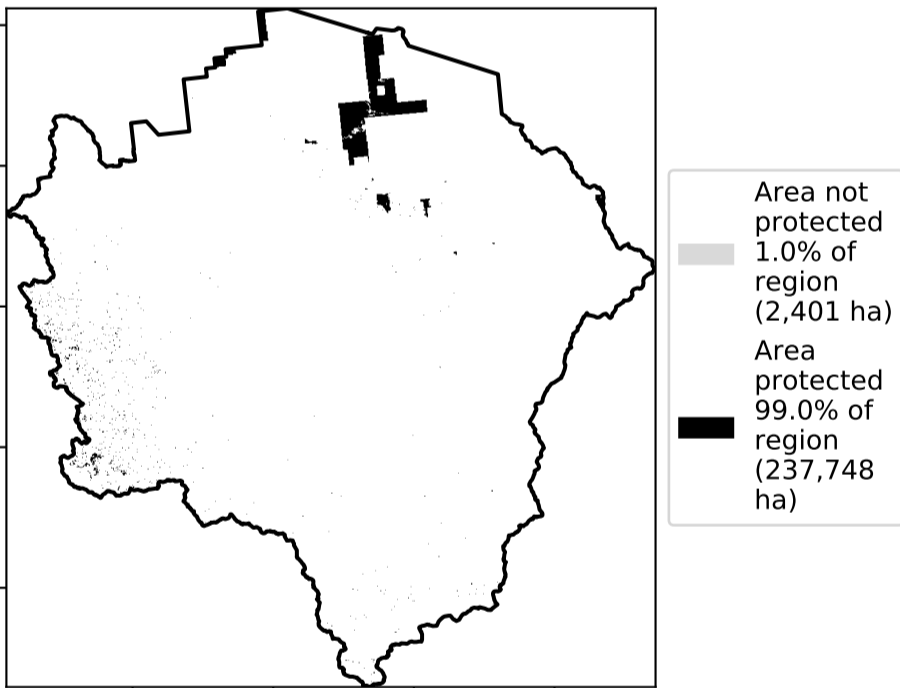 Area not
protected
1.0% of
region
(2,401 ha)
Area
protected
99.0% of
region
(237,748
ha)